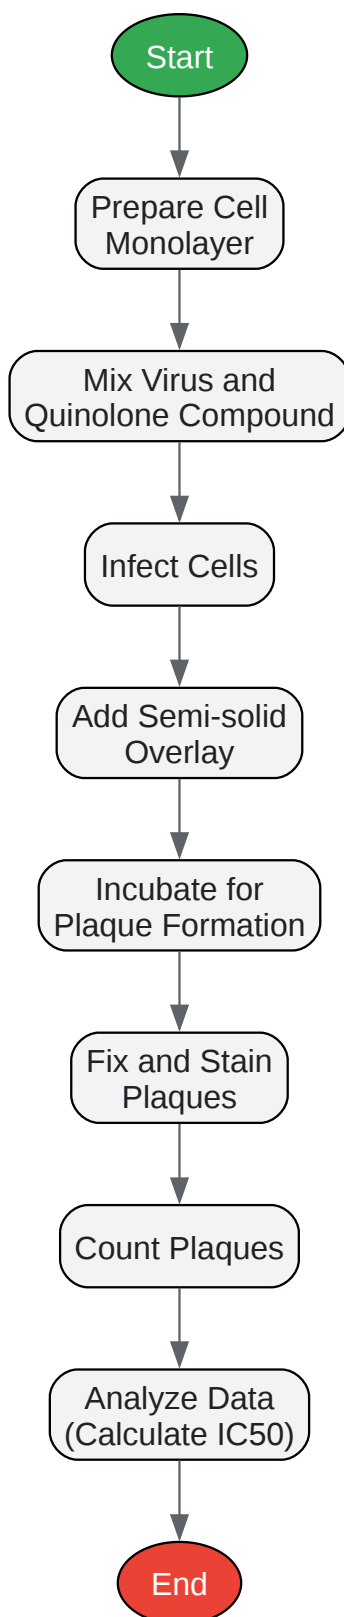 Start
Prepare Cell
Monolayer
Mix Virus and
Quinolone Compound
Infect Cells
Add Semi-solid
Overlay
Incubate for
Plaque Formation
Fix and Stain
Plaques
Count Plaques
Analyze Data
(Calculate IC50)
End